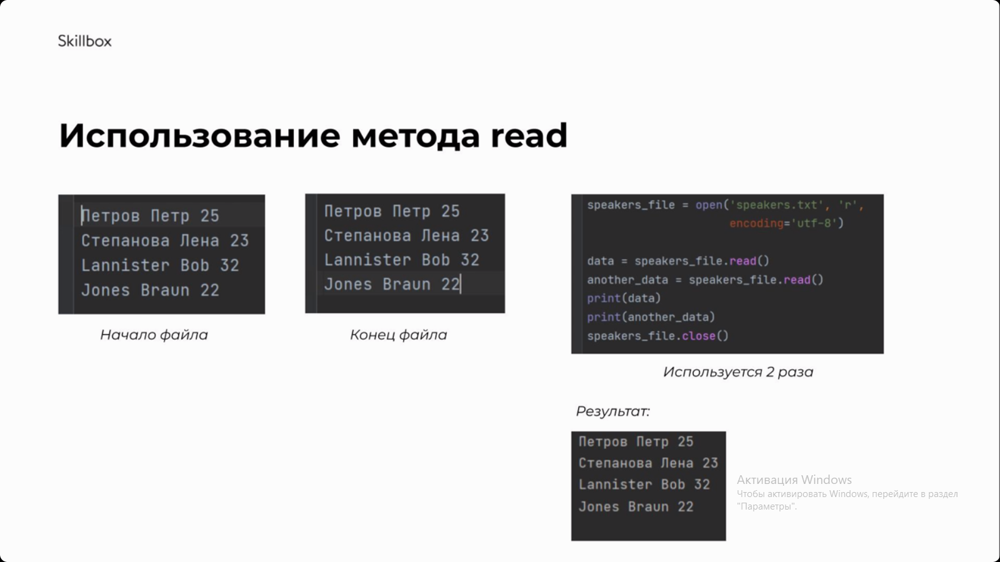 Skillbox
Использование метода read
Петров Петр 25
Степанова Лена 23
Lannister Bob 32
Jones Braun 22
Начало файла
Петров Петр 25
Степанова Лена 23
Lannister Bob 32
Jones Braun 22
Конец файла
speakers_file = open('speakers.txt', 'r',
encoding='utf-8')
data = speakers_file.read()
another_data = speakers_file.read()
print(data)
print(another_data)
speakers_file.close()
Используется 2 раза
Результат:
Петров Петр 25
Степанова Лена 23
Lannister Bob 32
Jones Braun 22
Активация Windows
Чтобы активировать Windows, перейдите в раздел
"Параметры".